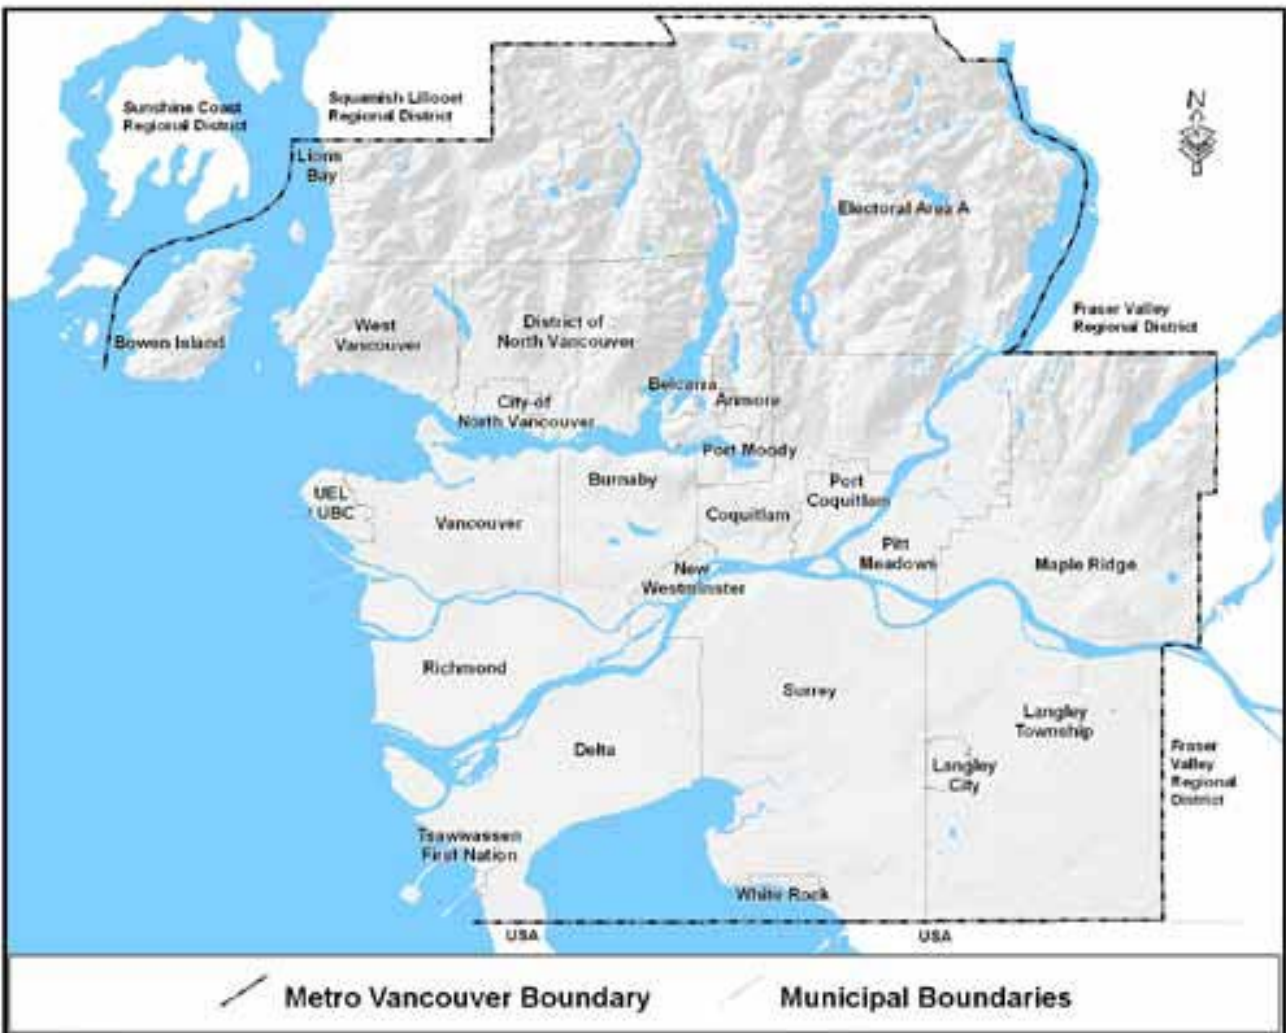 Sunshine Coast
Regional District
Squamish Lillooet
Regional District
N
Lions
Bay
Electoral Area A
Fraser Valley
Regional District
Bowen Island
West
Vancouver
District of
North Vancouver
Belcarra
Anmore
City of
North Vancouver
Port Moody
Burnaby
Port
Coquitlam
UEL
UBC
Vancouver
Coquitlam
Pitt
Meadows
Maple Ridge
New
Westminster
Richmond
Surrey
Langley
Township
Delta
Langley
City
Fraser
Valley
Regional
District
Tsawwassen
First Nation
White Rock
USA
USA
Metro Vancouver Boundary
Municipal Boundaries